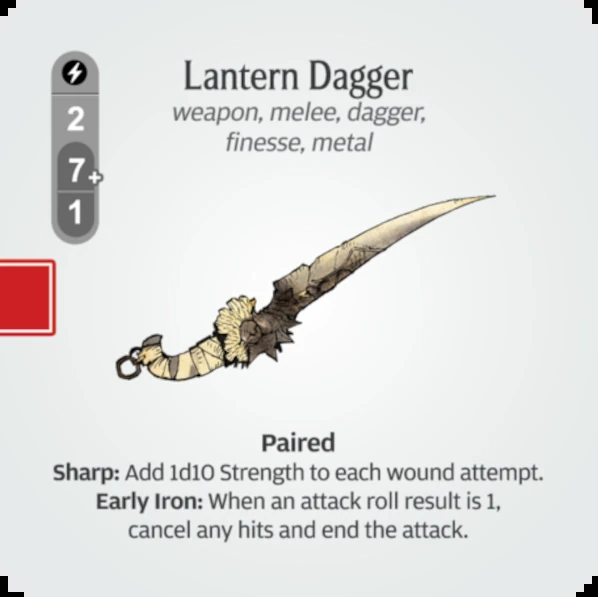 Lantern Dagger
weapon, melee, dagger,
finesse, metal
2
7+
1
Paired
Sharp: Add 1d10 Strength to each wound attempt.
Early Iron: When an attack roll result is 1,
cancel any hits and end the attack.